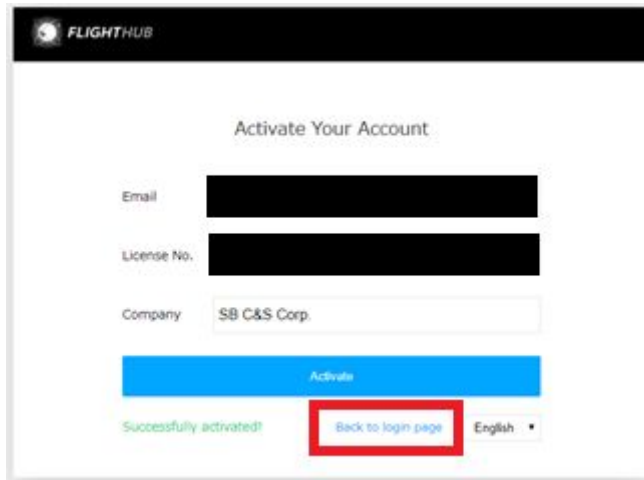 FLIGHTHUB
Activate Your Account
Email
License No.
Company SB C&S Corp.
Activate
Successfully activated! Back to login page English